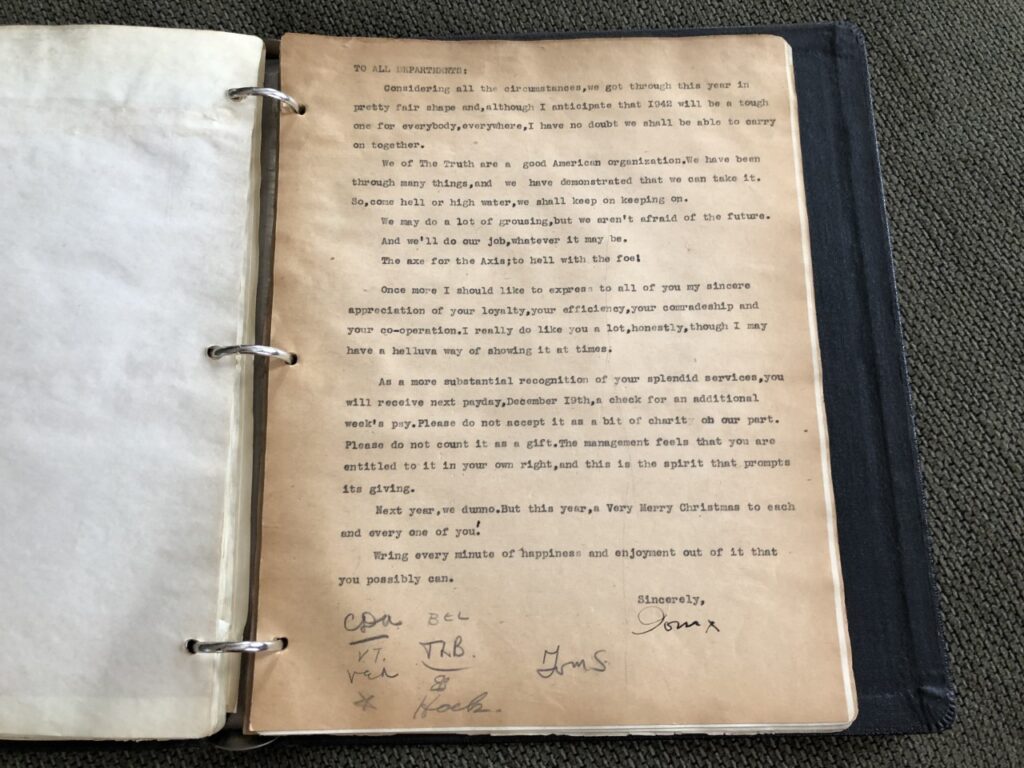 TO ALL DEPARTMENTS:
Considering all the circumstances,we got through this year in
pretty fair shape and,although I anticipate that I942 will be a tough
one for everybody,everywhere,I have no doubt we shall be able to carry
on together.
We of The Truth are a good American organization.We have been
through many things,and we have demonstrated that we can take it.
So,come hell or high water,we shall keep on keeping on.
We may do a lot of grousing,but we aren't afraid of the future.
And we'll do our job,whatever it may be.
The axe for the Axis;to hell with the foe!
Once more I should like to express to all of you my sincere
appreciation of your loyalty,your efficiency,your comradeship and
your co-operation.I really do like you a lot,honestly,though I may
have a helluva way of showing it at times.
As a more substantial recognition of your splendid services,you
will receive next payday,December I9th,a check for an additional
week's pay.Please do not accept it as a bit of charity oh our part.
Please do not count it as a gift.The management feels that you are
entitled to it in your own right,and this is the spirit that prompts
its giving.
Next year,we dunno.But this year,a Very Merry Christmas to each
and every one of you!
Wring every minute of happiness and enjoyment out of it that
you possibly can.
Sincerely,
BEL
VT.
TomS
Hock.